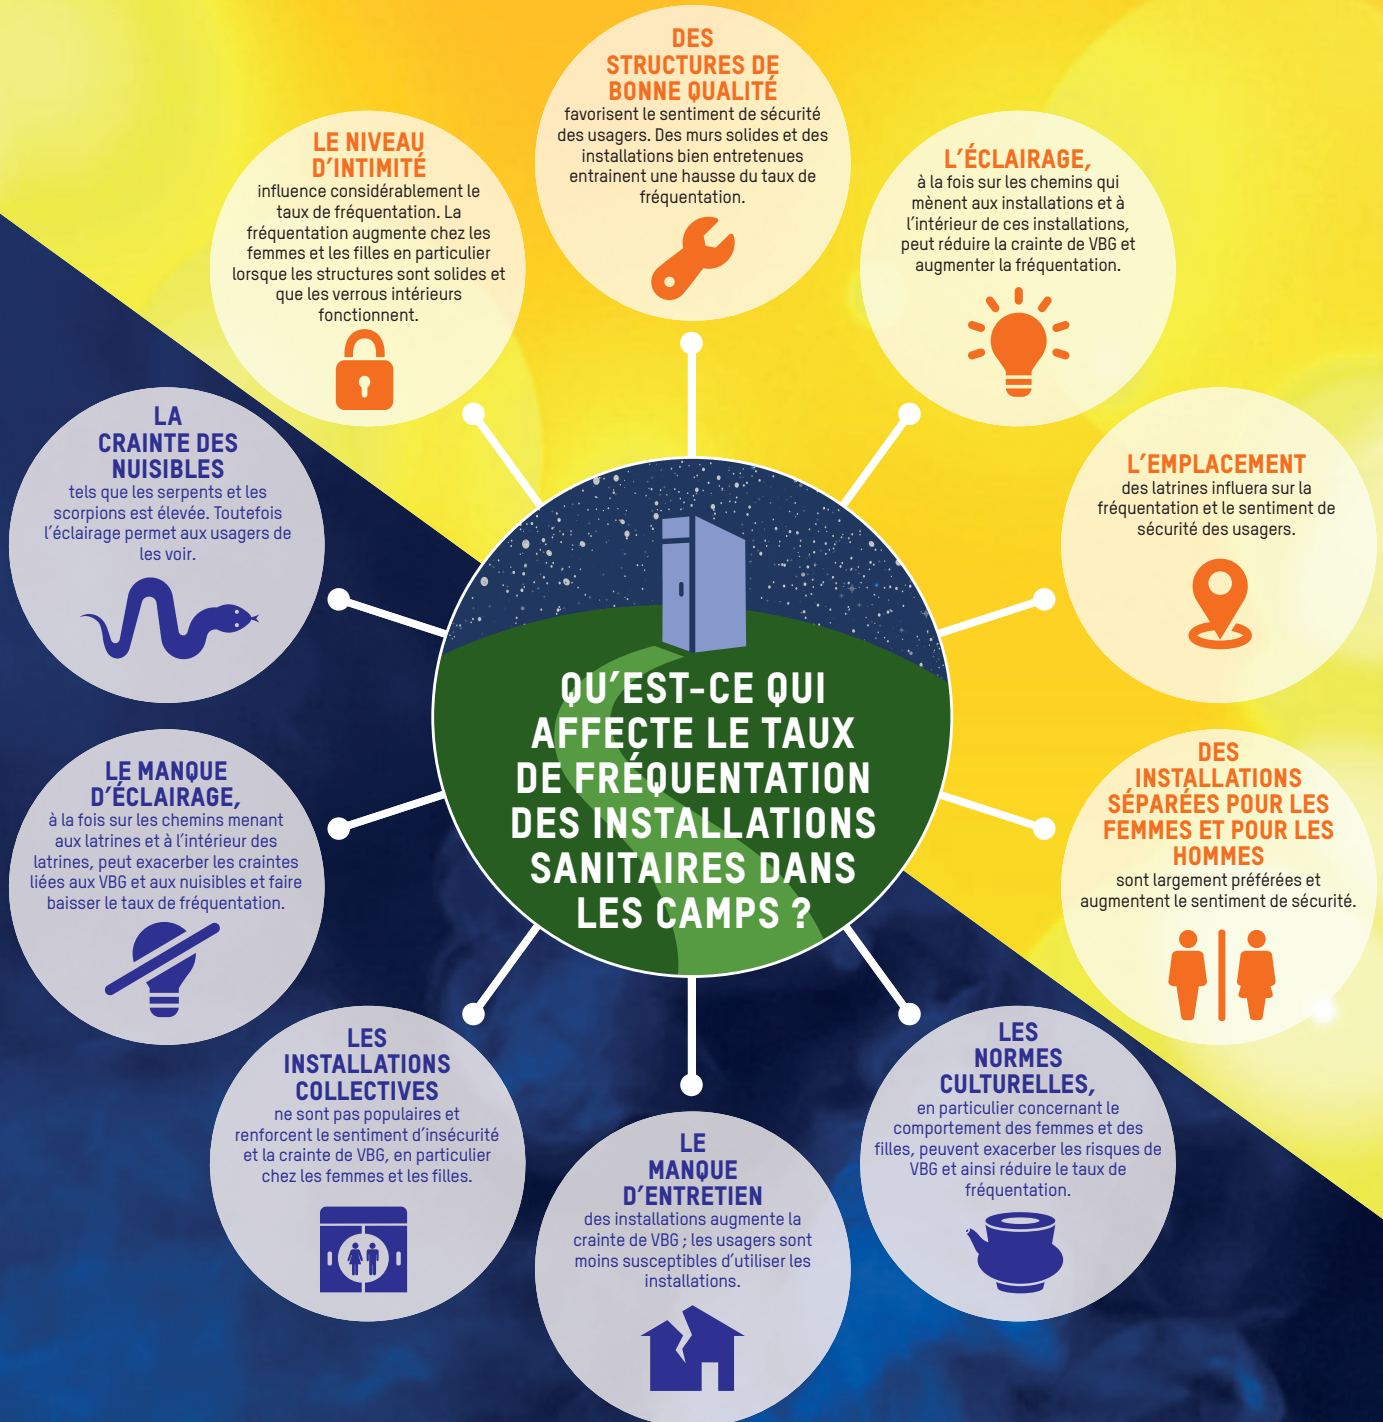 DES
STRUCTURES DE
BONNE QUALITÉ
favorisent le sentiment de sécurité
des usagers. Des murs solides et des
installations bien entretenues
entrainent une hausse du taux de
fréquentation.
LE NIVEAU
D'INTIMITÉ
influence considérablement le
taux de fréquentation. La
fréquentation augmente chez les
femmes et les filles en particulier
lorsque les structures sont solides et
que les verrous intérieurs
fonctionnent.
L'ÉCLAIRAGE,
à la fois sur les chemins qui
mènent aux installations et à
l'intérieur de ces installations,
peut réduire la crainte de VBG et
augmenter la fréquentation.
LA
CRAINTE DES
NUISIBLES
tels que les serpents et les
scorpions est élevée. Toutefois
l'éclairage permet aux usagers de
les voir.
L'EMPLACEMENT
des latrines influera sur la
fréquentation et le sentiment de
sécurité des usagers.
QU'EST-CE QUI
AFFECTE LE TAUX
DE FRÉQUENTATION
DES INSTALLATIONS
SANITAIRES DANS
LES CAMPS ?
LE MANQUE
D'ÉCLAIRAGE,
à la fois sur les chemins menant
aux latrines et à l'intérieur des
latrines, peut exacerber les craintes
liées aux VBG et aux nuisibles et faire
baisser le taux de fréquentation.
DES
INSTALLATIONS
SÉPARÉES POUR LES
FEMMES ET POUR LES
HOMMES
sont largement préférées et
augmentent le sentiment de sécurité.
LES
INSTALLATIONS
COLLECTIVES
ne sont pas populaires et
renforcent le sentiment d'insécurité
et la crainte de VBG, en particulier
chez les femmes et les filles.
LE
MANQUE
D'ENTRETIEN
des installations augmente la
crainte de VBG ; les usagers sont
moins susceptibles d'utiliser les
installations.
LES
NORMES
CULTURELLES,
en particulier concernant le
comportement des femmes et des
filles, peuvent exacerber les risques de
VBG et ainsi réduire le taux de
fréquentation.